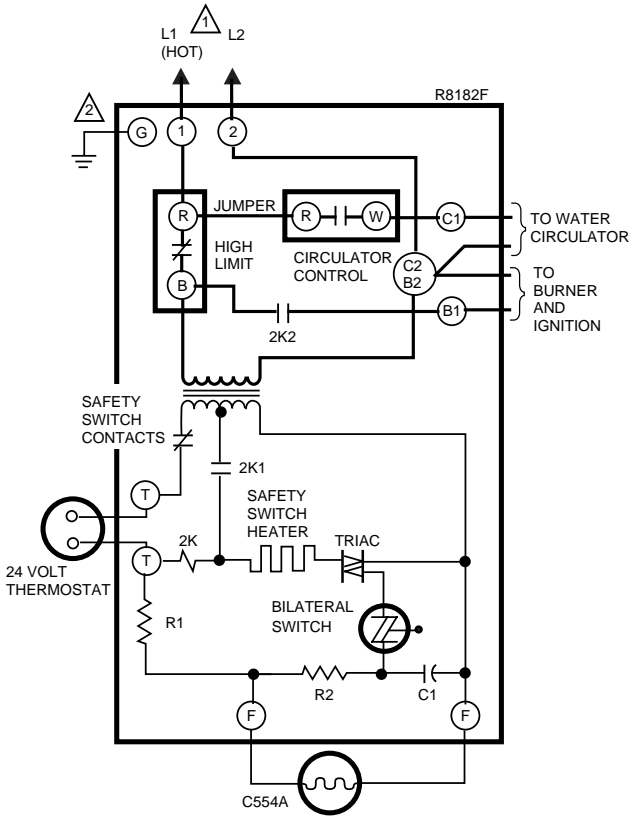 1
L1
(HOT)
L2
R8182F
2
G
1
2
R
JUMPER
R
W
C1
TO WATER
CIRCULATOR
HIGH
LIMIT
CIRCULATOR
CONTROL
C2
B2
TO
BURNER
AND
IGNITION
B
B1
2K2
SAFETY
SWITCH
CONTACTS
2K1
T
SAFETY
SWITCH
HEATER
2K
TRIAC
T
24 VOLT
THERMOSTAT
R1
BILATERAL
SWITCH
R2
C1
F
F
C554A